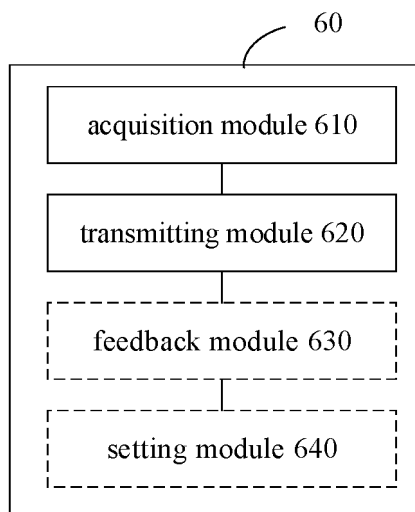 60
acquisition module 610
transmitting module 620
feedback module 630
setting module 640